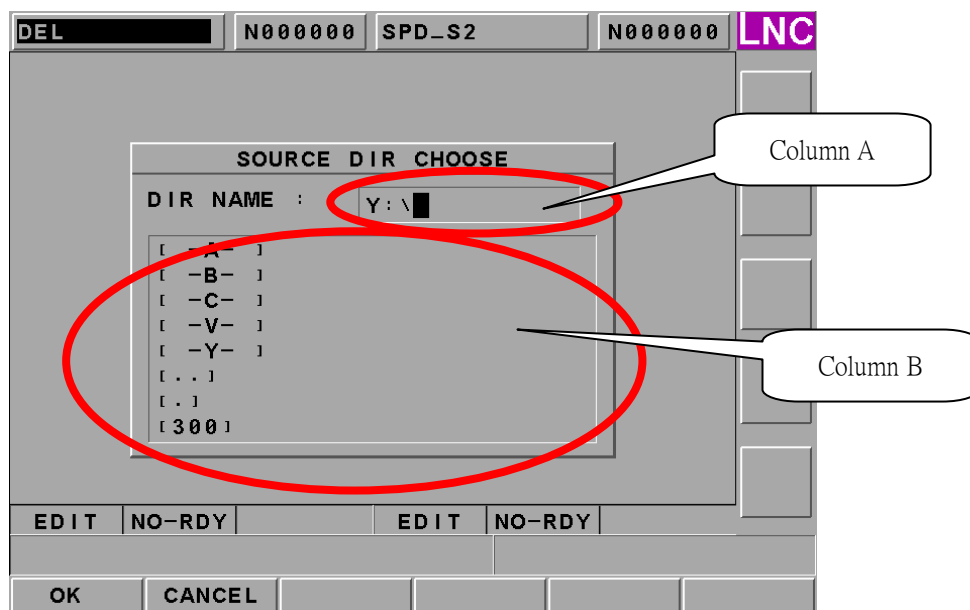 DEL N000000 SPD_S2 N000000 LNC
Column A
SOURCE DIR CHOOSE
DIR NAME : Y:\
[ -A- ]
[ -B- ]
[ -C- ]
[ -V- ]
[ -Y- ]
[..]
[.]
[300]
Column B
EDIT NO-RDY EDIT NO-RDY
OK CANCEL